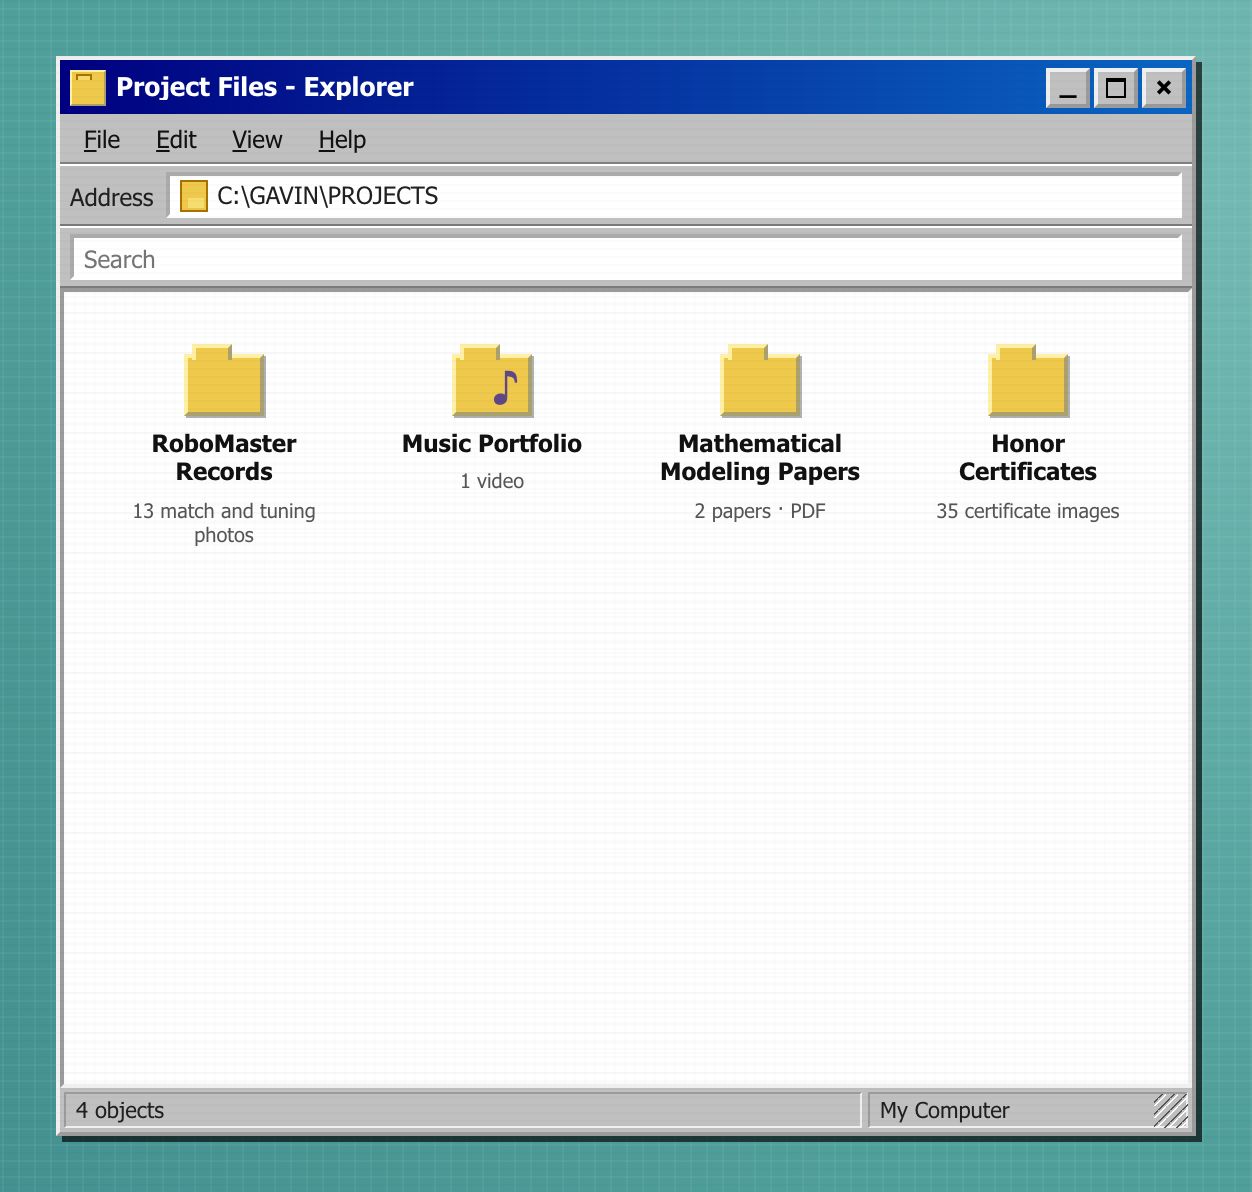 Project Files - Explorer
File Edit View Help
Address C:\GAVIN\PROJECTS
Search
RoboMaster
Records
13 match and tuning
photos
Music Portfolio
1 video
Mathematical
Modeling Papers
2 papers · PDF
Honor
Certificates
35 certificate images
4 objects
My Computer